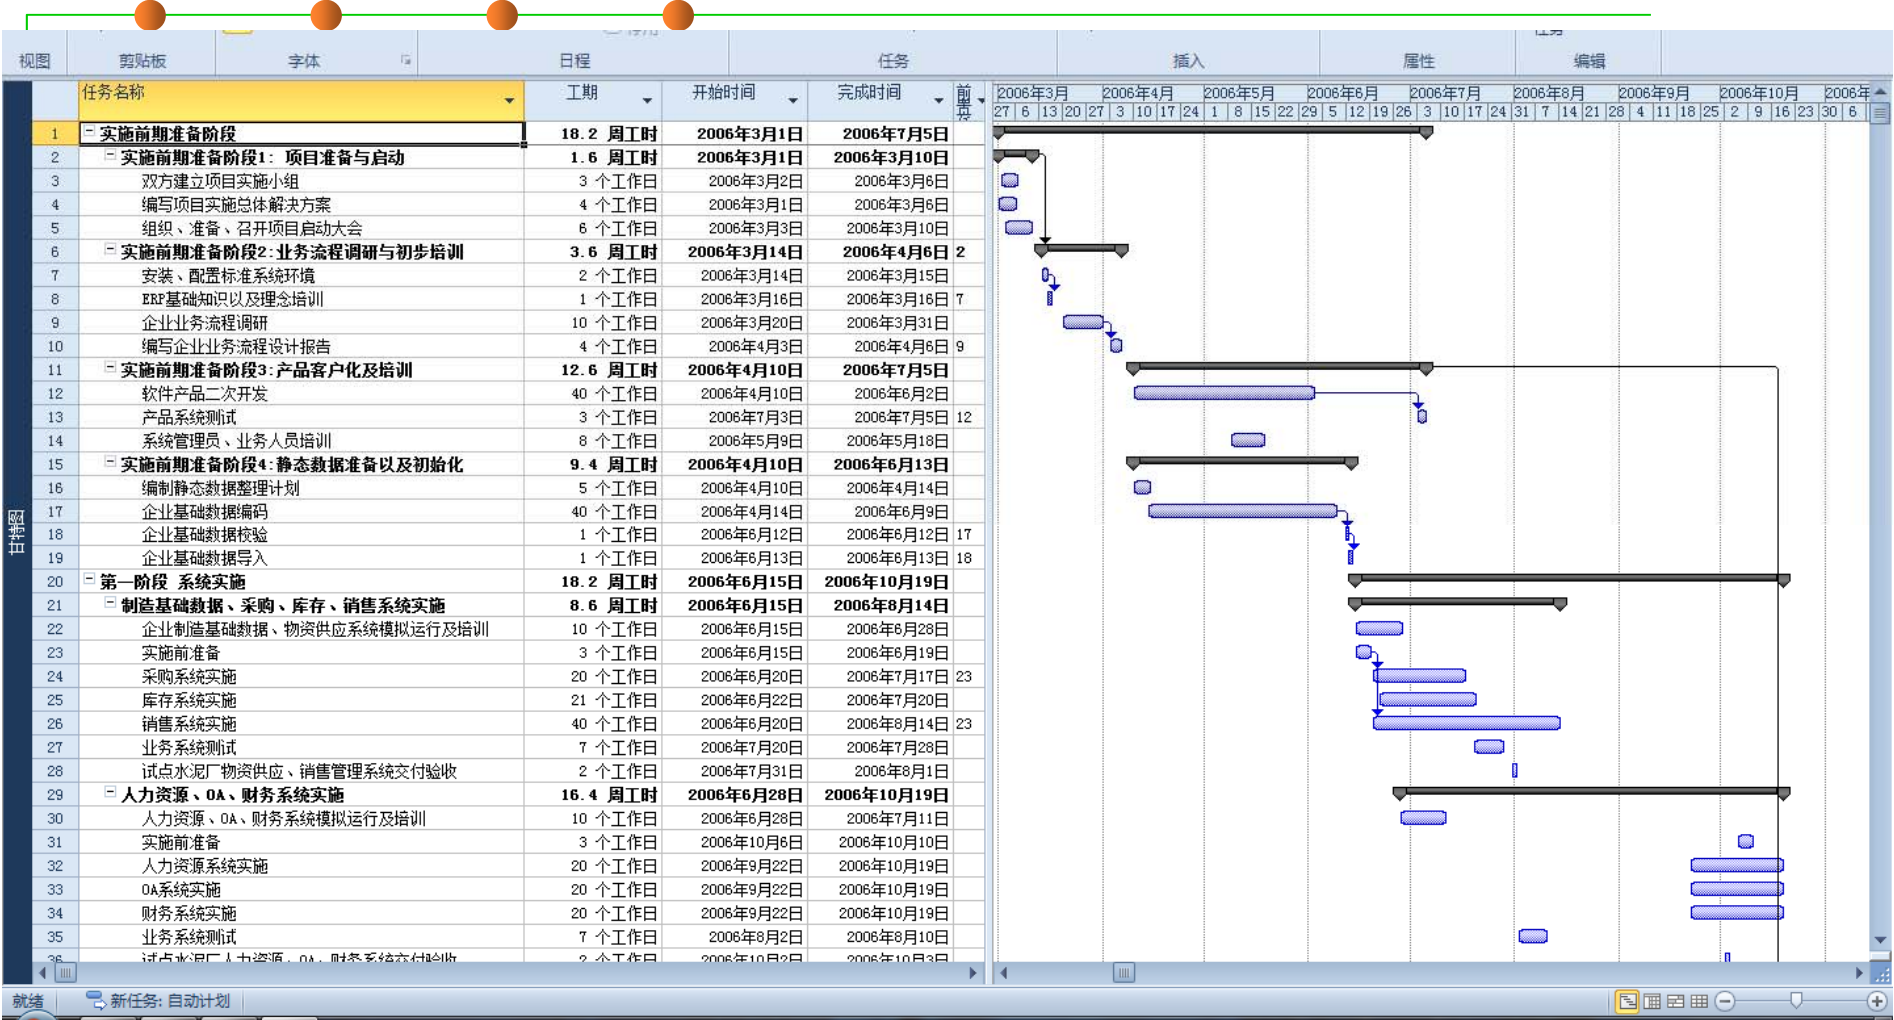 视图 剪贴板 字体 日程 任务 插入 属性 编辑
任务名称 工期 开始时间 完成时间 前 2006年3月 2006年4月 2006年5月 2006年6月 2006年7月 2006年8月 2006年9月 2006年10月 2006年
27 6 13 20 27 3 10 17 24 1 8 15 22 29 5 12 19 26 3 10 17 24 31 7 14 21 28 4 11 18 25 2 9 16 23 30 6
1 实施前期准备阶段 18.2 周工时 2006年3月1日 2006年7月5日
2 实施前期准备阶段1: 项目准备与启动 1.6 周工时 2006年3月1日 2006年3月10日
3 双方建立项目实施小组 3 个工作日 2006年3月2日 2006年3月6日
4 编写项目实施总体解决方案 4 个工作日 2006年3月1日 2006年3月6日
5 组织、准备、召开项目启动大会 6 个工作日 2006年3月3日 2006年3月10日
6 实施前期准备阶段2:业务流程调研与初步培训 3.6 周工时 2006年3月14日 2006年4月6日 2
7 安装、配置标准系统环境 2 个工作日 2006年3月14日 2006年3月15日
8 ERP基础知识以及理念培训 1 个工作日 2006年3月16日 2006年3月16日 7
9 企业业务流程调研 10 个工作日 2006年3月20日 2006年3月31日
10 编写企业业务流程设计报告 4 个工作日 2006年4月3日 2006年4月6日 9
11 实施前期准备阶段3:产品客户化及培训 12.6 周工时 2006年4月10日 2006年7月5日
12 软件产品二次开发 40 个工作日 2006年4月10日 2006年6月2日
13 产品系统测试 3 个工作日 2006年7月3日 2006年7月5日 12
14 系统管理员、业务人员培训 8 个工作日 2006年5月9日 2006年5月18日
15 实施前期准备阶段4:静态数据准备以及初始化 9.4 周工时 2006年4月10日 2006年6月13日
16 编制静态数据整理计划 5 个工作日 2006年4月10日 2006年4月14日
17 企业基础数据编码 40 个工作日 2006年4月14日 2006年6月9日
甘特图
18 企业基础数据校验 1 个工作日 2006年6月12日 2006年6月12日 17
19 企业基础数据导入 1 个工作日 2006年6月13日 2006年6月13日 18
20 第一阶段 系统实施 18.2 周工时 2006年6月15日 2006年10月19日
21 制造基础数据、采购、库存、销售系统实施 8.6 周工时 2006年6月15日 2006年8月14日
22 企业制造基础数据、物资供应系统模拟运行及培训 10 个工作日 2006年6月15日 2006年6月28日
23 实施前准备 3 个工作日 2006年6月15日 2006年6月19日
24 采购系统实施 20 个工作日 2006年6月20日 2006年7月17日 23
25 库存系统实施 21 个工作日 2006年6月22日 2006年7月20日
26 销售系统实施 40 个工作日 2006年6月20日 2006年8月14日 23
27 业务系统测试 7 个工作日 2006年7月20日 2006年7月28日
28 试点水泥厂物资供应、销售管理系统交付验收 2 个工作日 2006年7月31日 2006年8月1日
29 人力资源、OA、财务系统实施 16.4 周工时 2006年6月28日 2006年10月19日
30 人力资源、OA、财务系统模拟运行及培训 10 个工作日 2006年6月28日 2006年7月11日
31 实施前准备 3 个工作日 2006年10月6日 2006年10月10日
32 人力资源系统实施 20 个工作日 2006年9月22日 2006年10月19日
33 OA系统实施 20 个工作日 2006年9月22日 2006年10月19日
34 财务系统实施 20 个工作日 2006年9月22日 2006年10月19日
35 业务系统测试 7 个工作日 2006年8月2日 2006年8月10日
36 试点水泥厂人力资源、OA、财务系统交付验收 2 个工作日 2006年10月2日 2006年10月3日
就绪 新任务: 自动计划